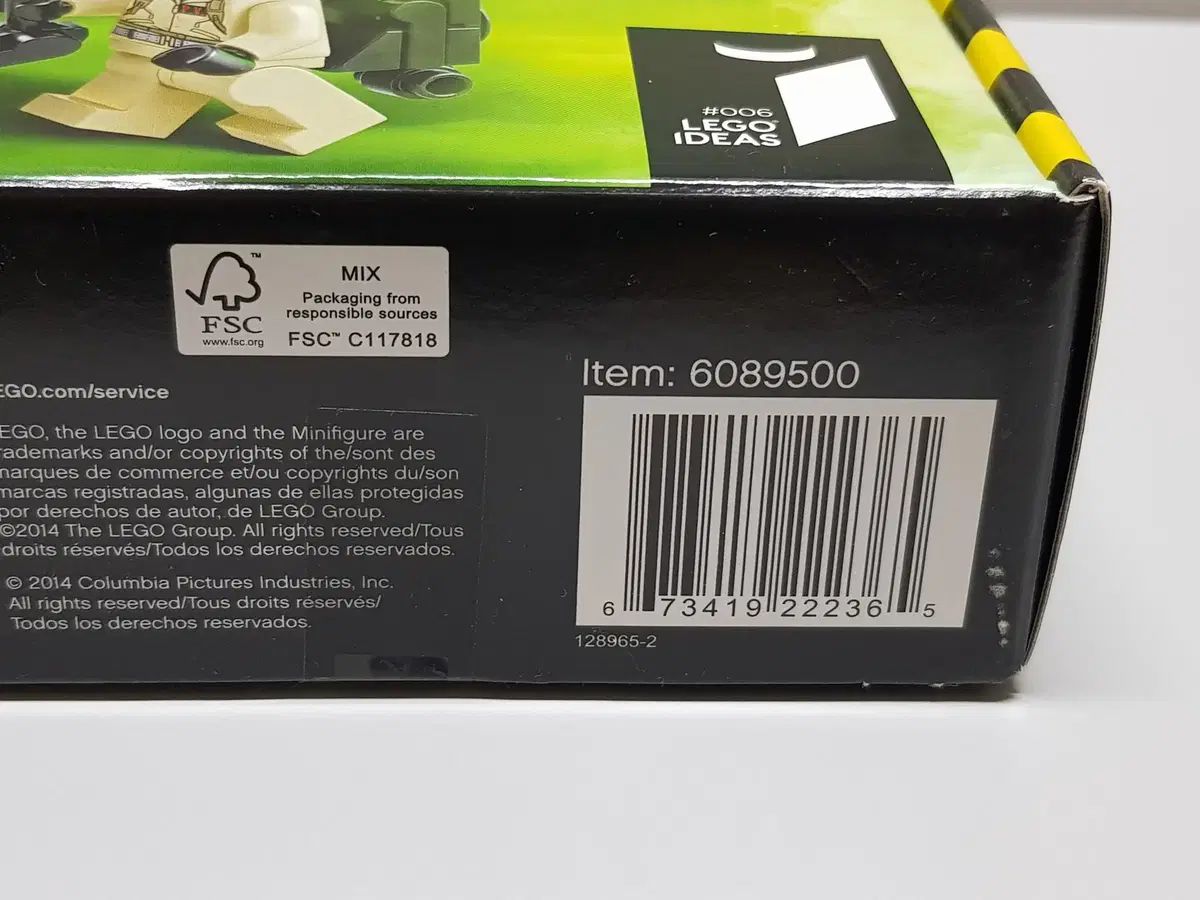 #006
LEGO
IDEAS
FSC™
www.fsc.org
MIX
Packaging from
responsible sources
FSC™ C117818
EGO.com/service
EGO, the LEGO logo and the Minifigure are
rademarks and/or copyrights of the/sont des
marques de commerce et/ou copyrights du/son
marcas registradas, algunas de ellas protegidas
por derechos de autor, de LEGO Group.
©2014 The LEGO Group. All rights reserved/Tous
droits réservés/Todos los derechos reservados.
© 2014 Columbia Pictures Industries, Inc.
All rights reserved/Tous droits réservés/
Todos los derechos reservados.
Item: 6089500
6 73419 22236 5
128965-2